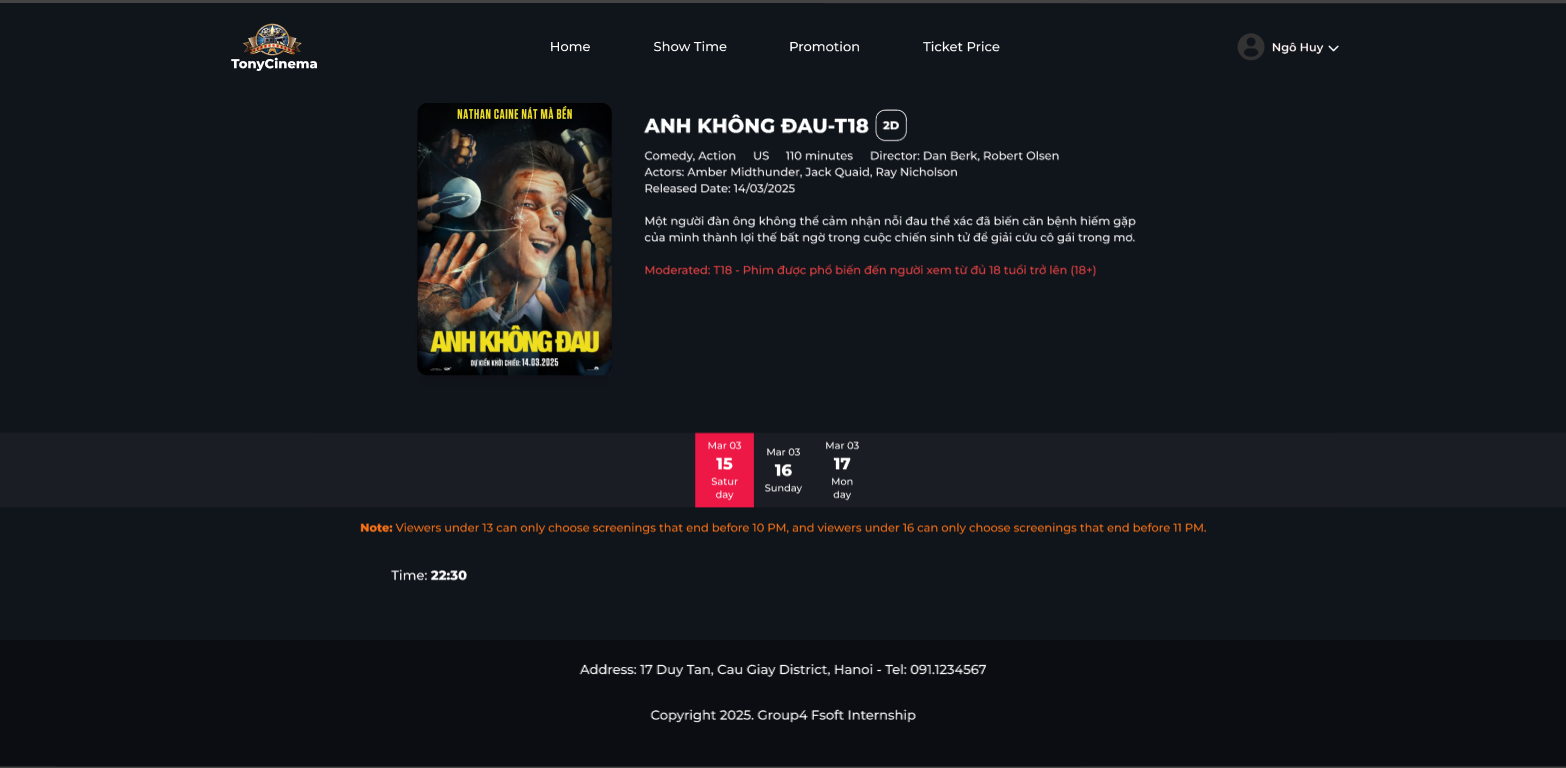 TonyCinema
Home Show Time Promotion Ticket Price
Ngô Huy
NATHAN CAINE NÁT MÀ BỀN
ANH KHÔNG ĐAU
DỰ KIẾN KHỞI CHIẾU: 14.03.2025
ANH KHÔNG ĐAU-T18 2D
Comedy, Action US 110 minutes Director: Dan Berk, Robert Olsen
Actors: Amber Midthunder, Jack Quaid, Ray Nicholson
Released Date: 14/03/2025
Một người đàn ông không thể cảm nhận nỗi đau thể xác đã biến căn bệnh hiếm gặp
của mình thành lợi thế bất ngờ trong cuộc chiến sinh tử để giải cứu cô gái trong mơ.
Moderated: T18 - Phim được phổ biến đến người xem từ đủ 18 tuổi trở lên (18+)
Mar 03
15
Satur
day
Mar 03
16
Sunday
Mar 03
17
Mon
day
Note: Viewers under 13 can only choose screenings that end before 10 PM, and viewers under 16 can only choose screenings that end before 11 PM.
Time: 22:30
Address: 17 Duy Tan, Cau Giay District, Hanoi - Tel: 091.1234567
Copyright 2025. Group4 Fsoft Internship